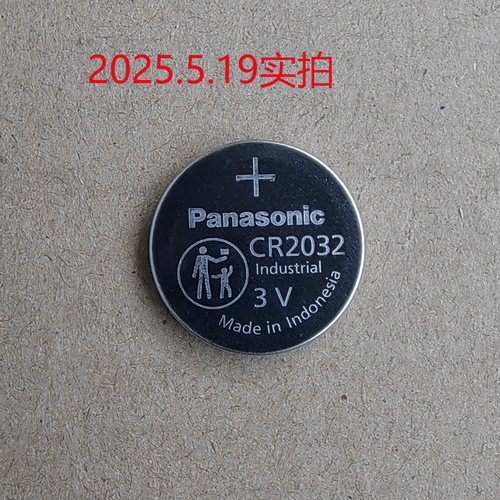 2025.5.19实拍
+
Panasonic
CR2032
Industrial
3 V
Made in Indonesia